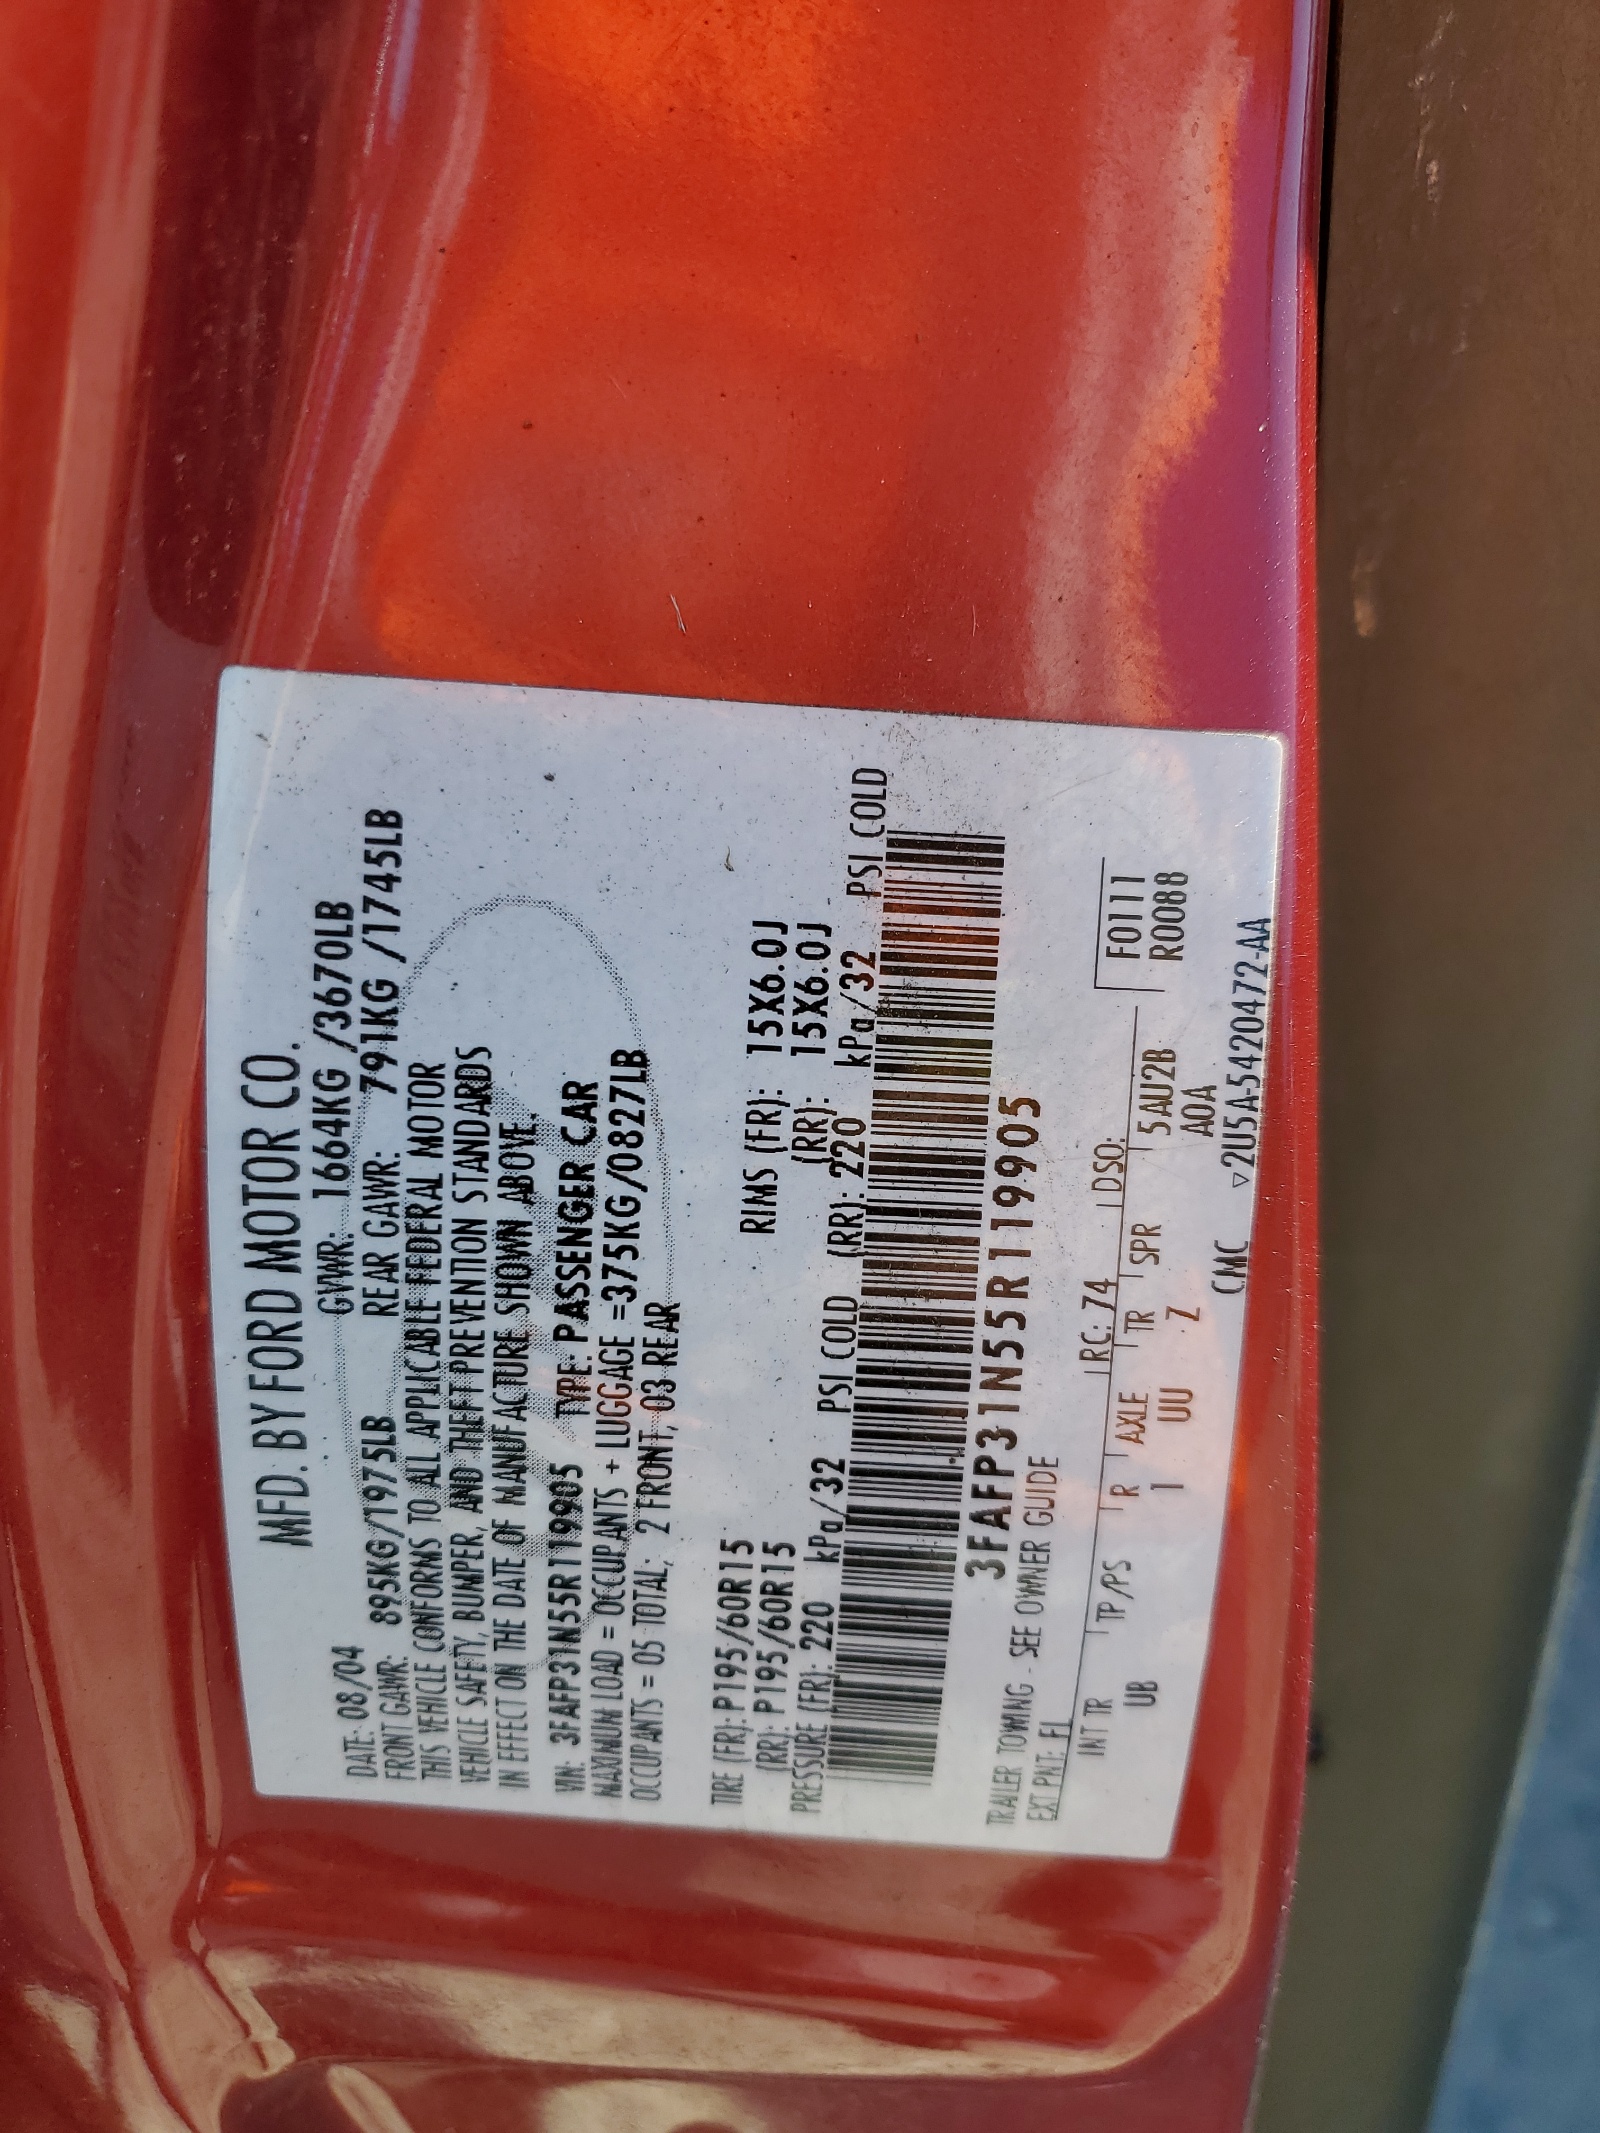 MFD. BY FORD MOTOR CO.
DATE: 08/04 GVWR: 1664KG /3670LB
FRONT GAWR: 895KG/1975LB REAR GAWR: 791KG /1745LB
THIS VEHICLE CONFORMS TO ALL APPLICABLE FEDERAL MOTOR
VEHICLE SAFETY, BUMPER, AND THEFT PREVENTION STANDARDS
IN EFFECT ON THE DATE OF MANUFACTURE SHOWN ABOVE.
VIN: 3FAFP31N55R119905 TYPE: PASSENGER CAR
MAXIMUM LOAD = OCCUPANTS + LUGGAGE =375KG/0827LB
OCCUPANTS = 05 TOTAL; 2 FRONT, 03 REAR
TIRE (FR): P195/60R15 RIMS (FR): 15X6.0J
(RR): P195/60R15 (RR): 15X6.0J
PRESSURE (FR): 220 kPa/32 PSI COLD (RR): 220 kPa/32 PSI COLD
3FAFP31N55R119905
TRAILER TOWING - SEE OWNER GUIDE
EXT PNT: FL RC: 74 DSO: F0111
INT TR TP/PS R AXLE TR SPR 5AU2B R0088
UB 1 UU Z AOA
CMC ▽2U5A-5420472-AA